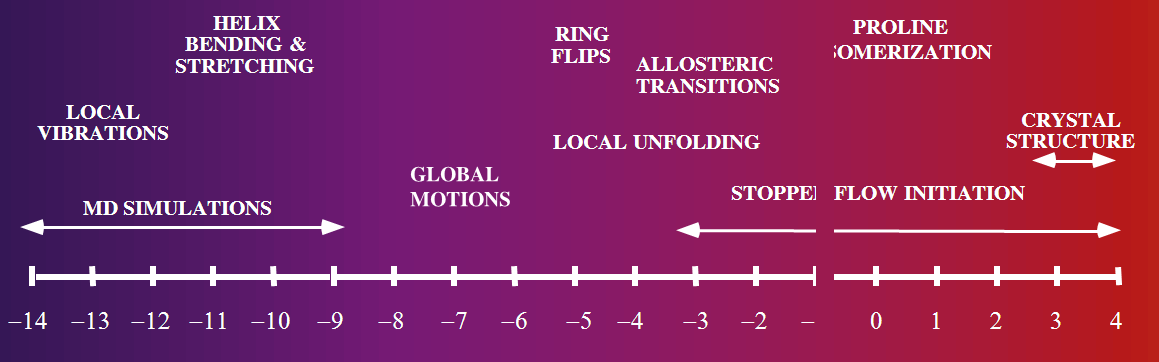 HELIX
BENDING &
STRETCHING
RING
FLIPS
PROLINE
SOMERIZATION
ALLOSTERIC
TRANSITIONS
LOCAL
VIBRATIONS
CRYSTAL
STRUCTURE
LOCAL UNFOLDING
GLOBAL
MOTIONS
FLOW INITIATION
MD SIMULATIONS
–14 –13 –12 –11 –10 –9 –8 –7 –6 –5 –4 –3 –2 – 0 1 2 3 4